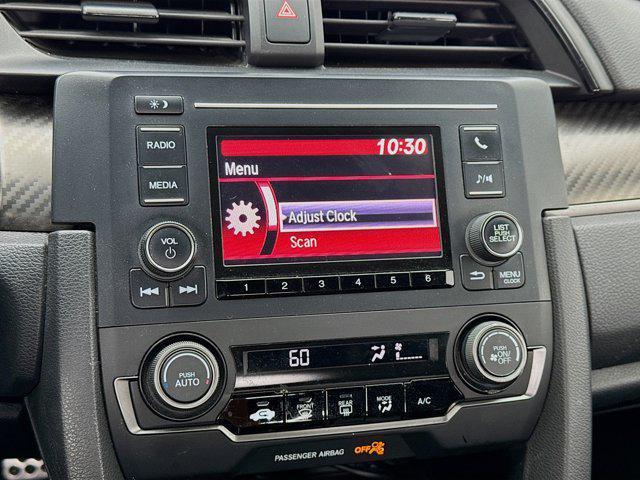 10:30
RADIO
Menu
MEDIA
Adjust Clock
VOL
LIST
PUSH
SELECT
Scan
MENU
CLOCK
1 2 3 4 5 6
60
PUSH
AUTO
PUSH
ON/
OFF
FRONT
REAR
MODE
A/C
PASSENGER AIRBAG OFF